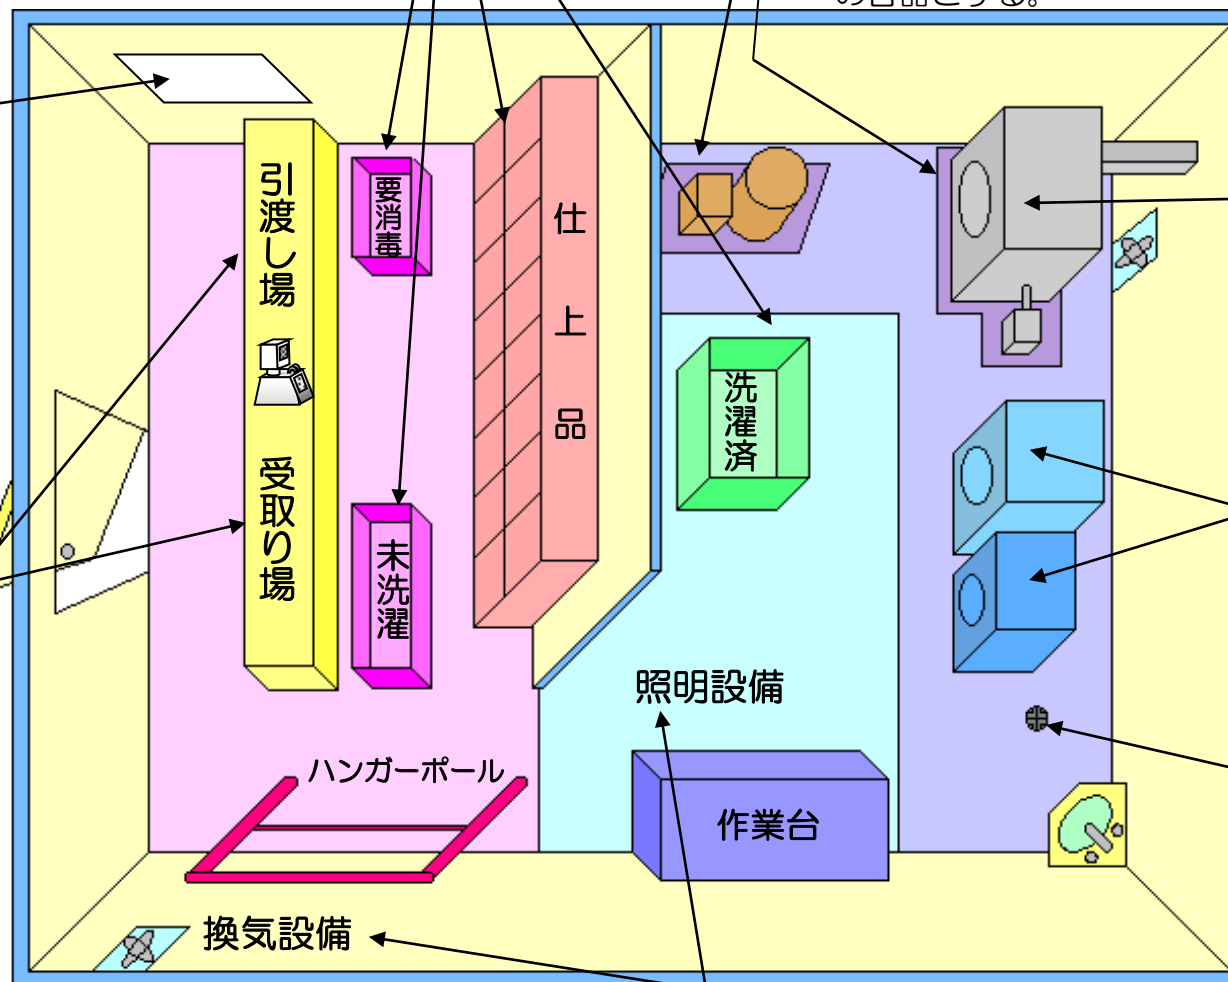 引渡し場
受取り場
要消毒
未洗濯
仕上品
洗濯済
照明設備
ハンガーポール
作業台
換気設備